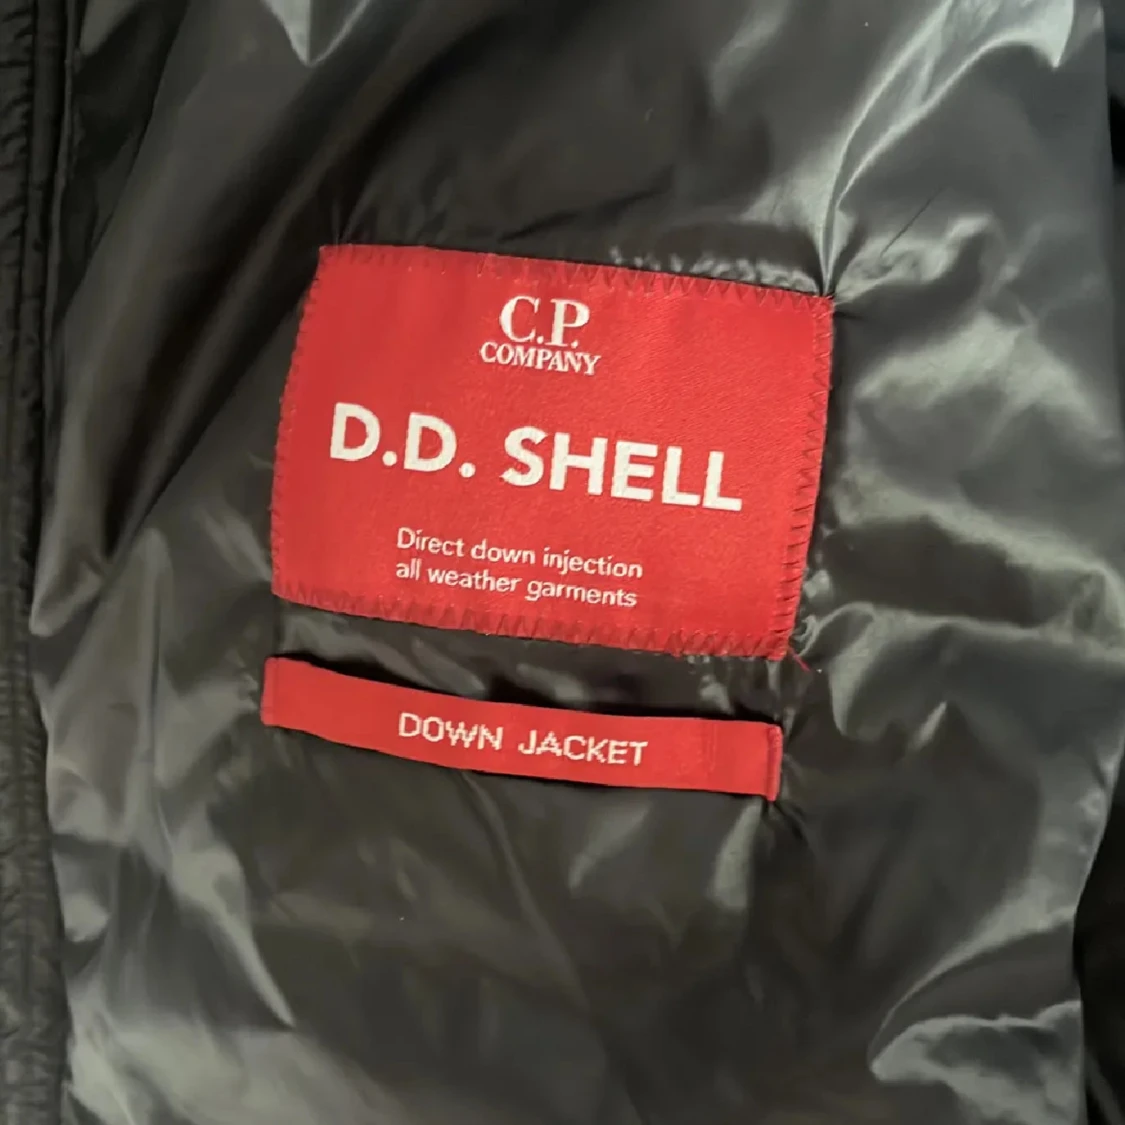 C.P.
COMPANY
D.D. SHELL
Direct down injection
all weather garments
DOWN JACKET